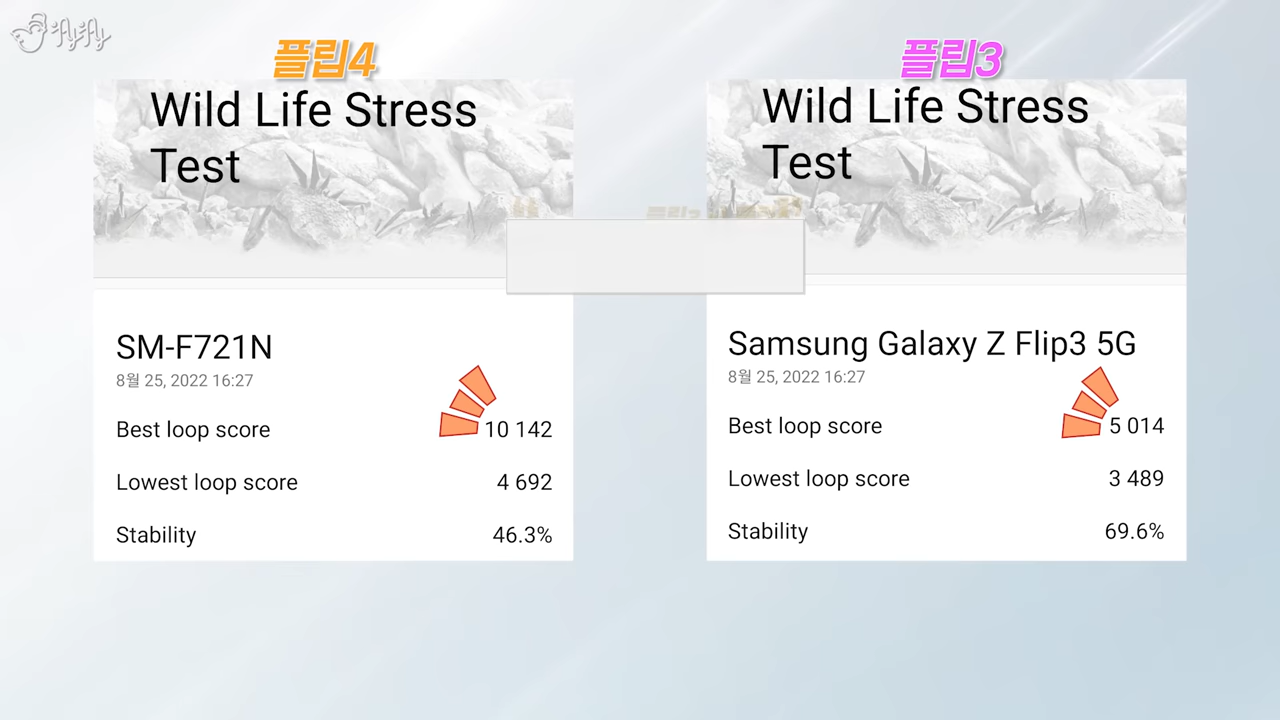 플립4
Wild Life Stress
Test
SM-F721N
8월 25, 2022 16:27
Best loop score 10 142
Lowest loop score 4 692
Stability 46.3%
플립3
Wild Life Stress
Test
Samsung Galaxy Z Flip3 5G
8월 25, 2022 16:27
Best loop score 5 014
Lowest loop score 3 489
Stability 69.6%